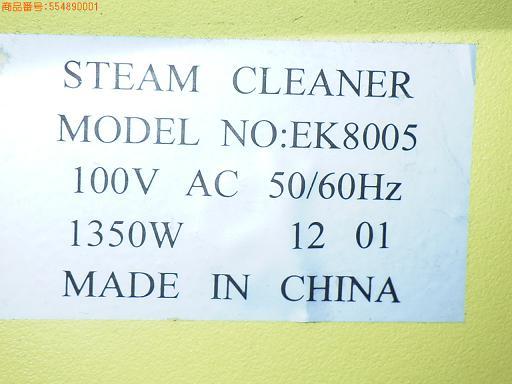 商品番号:554890001
STEAM CLEANER
MODEL NO:EK8005
100V AC 50/60Hz
1350W 12 01
MADE IN CHINA